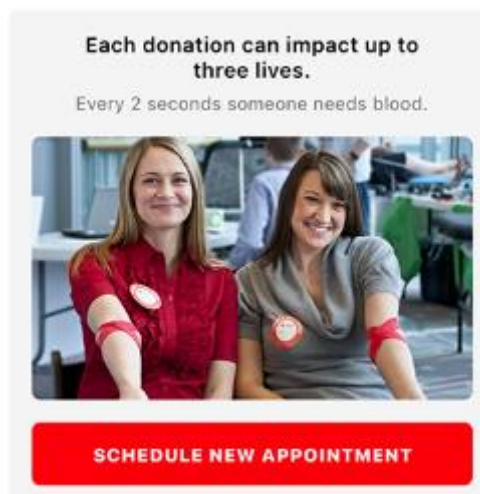 Each donation can impact up to
three lives.
Every 2 seconds someone needs blood.
SCHEDULE NEW APPOINTMENT